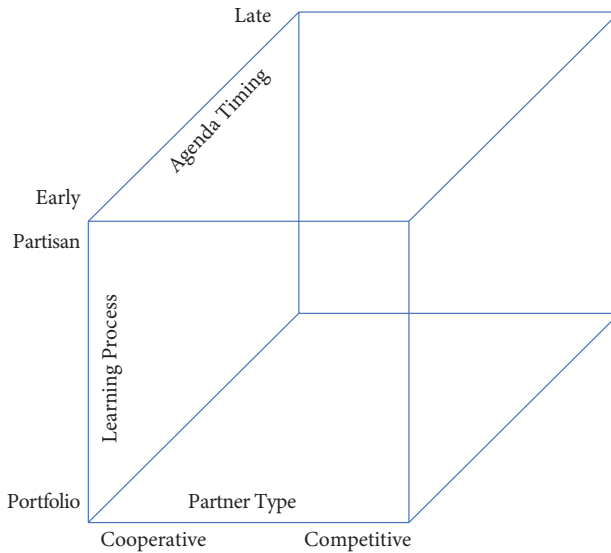 Late
Agenda Timing
Early
Partisan
Learning Process
Portfolio
Partner Type
Cooperative
Competitive